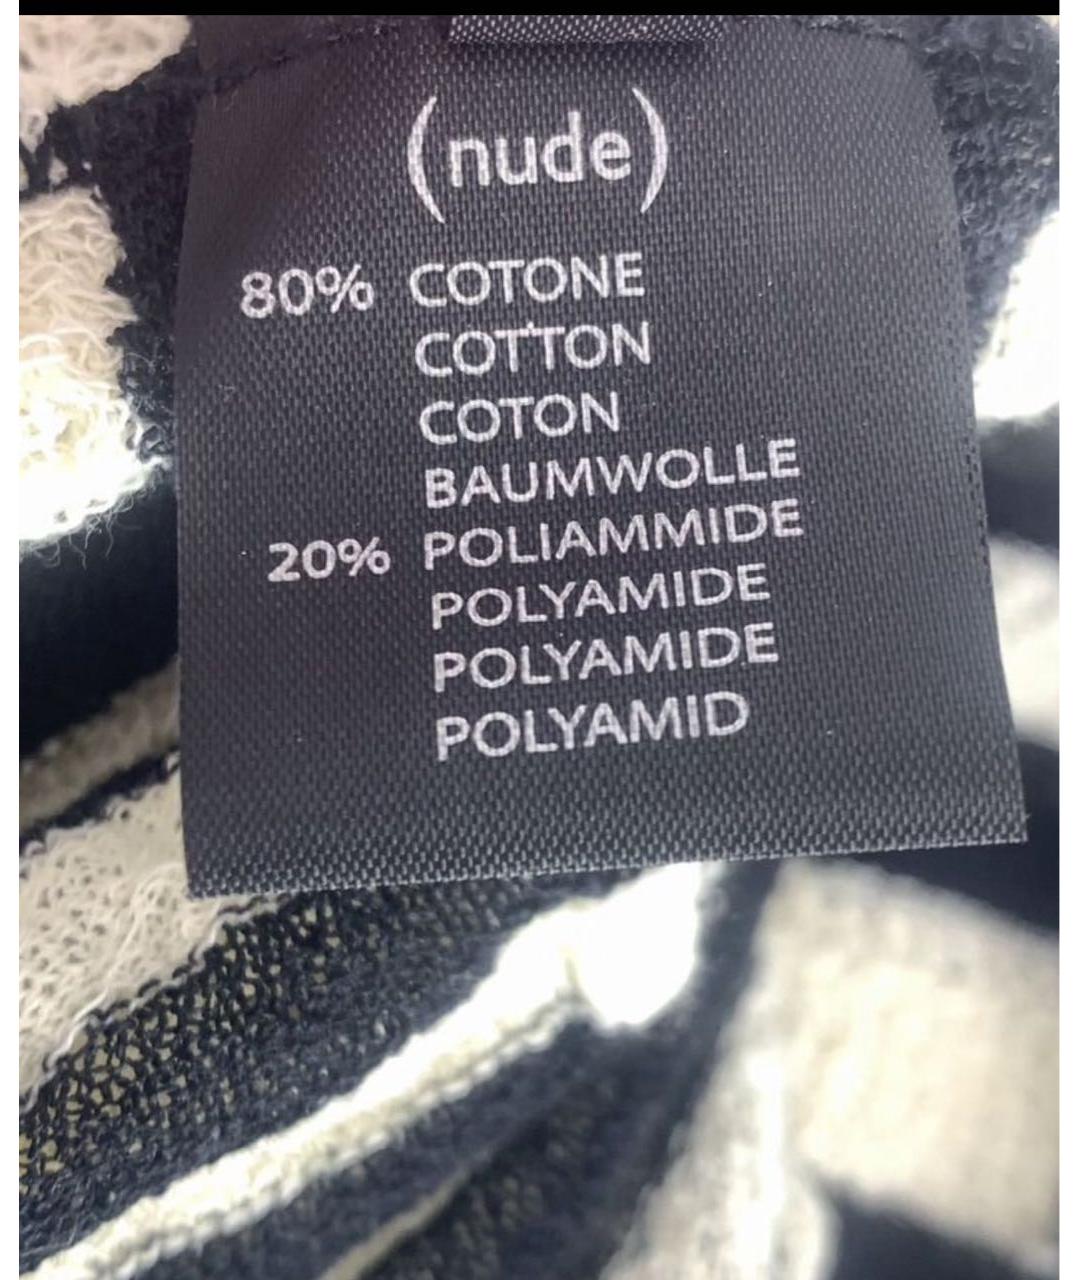 (nude)
80% COTONE
COTTON
COTON
BAUMWOLLE
20% POLIAMMIDE
POLYAMIDE
POLYAMIDE
POLYAMID